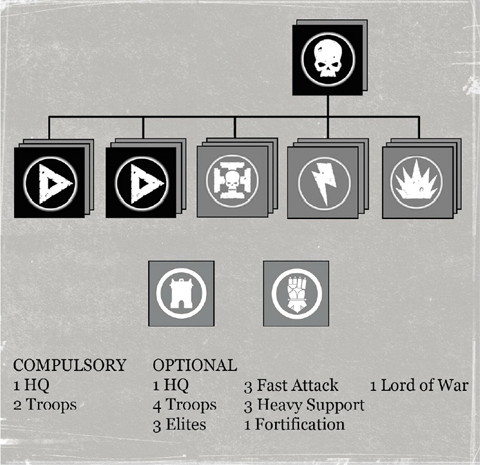 COMPULSORY
1 HQ
2 Troops
OPTIONAL
1 HQ
4 Troops
3 Elites
3 Fast Attack
3 Heavy Support
1 Fortification
1 Lord of War